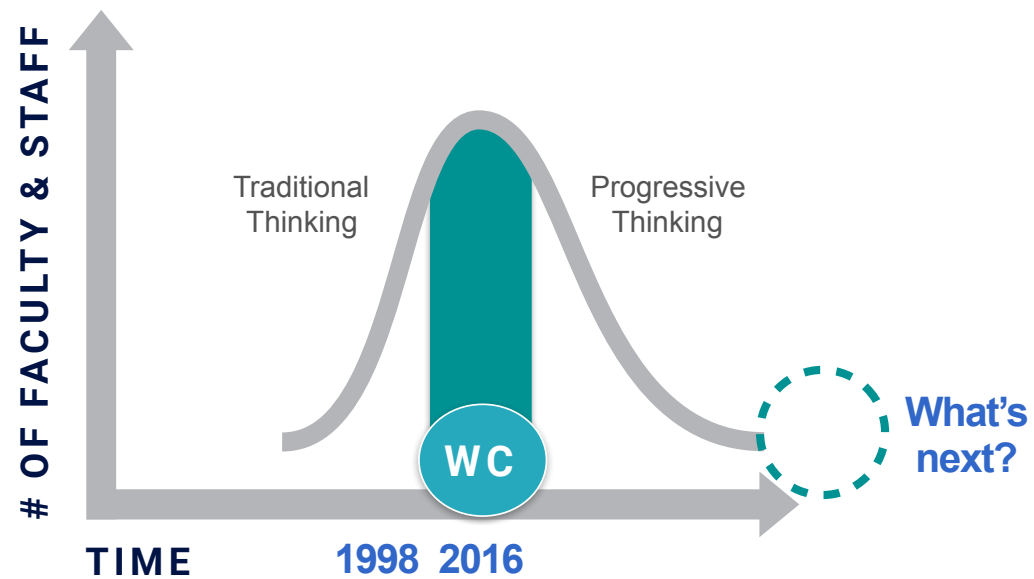 # OF FACULTY & STAFF
Traditional
Thinking
Progressive
Thinking
WC
What's
next?
TIME
1998 2016